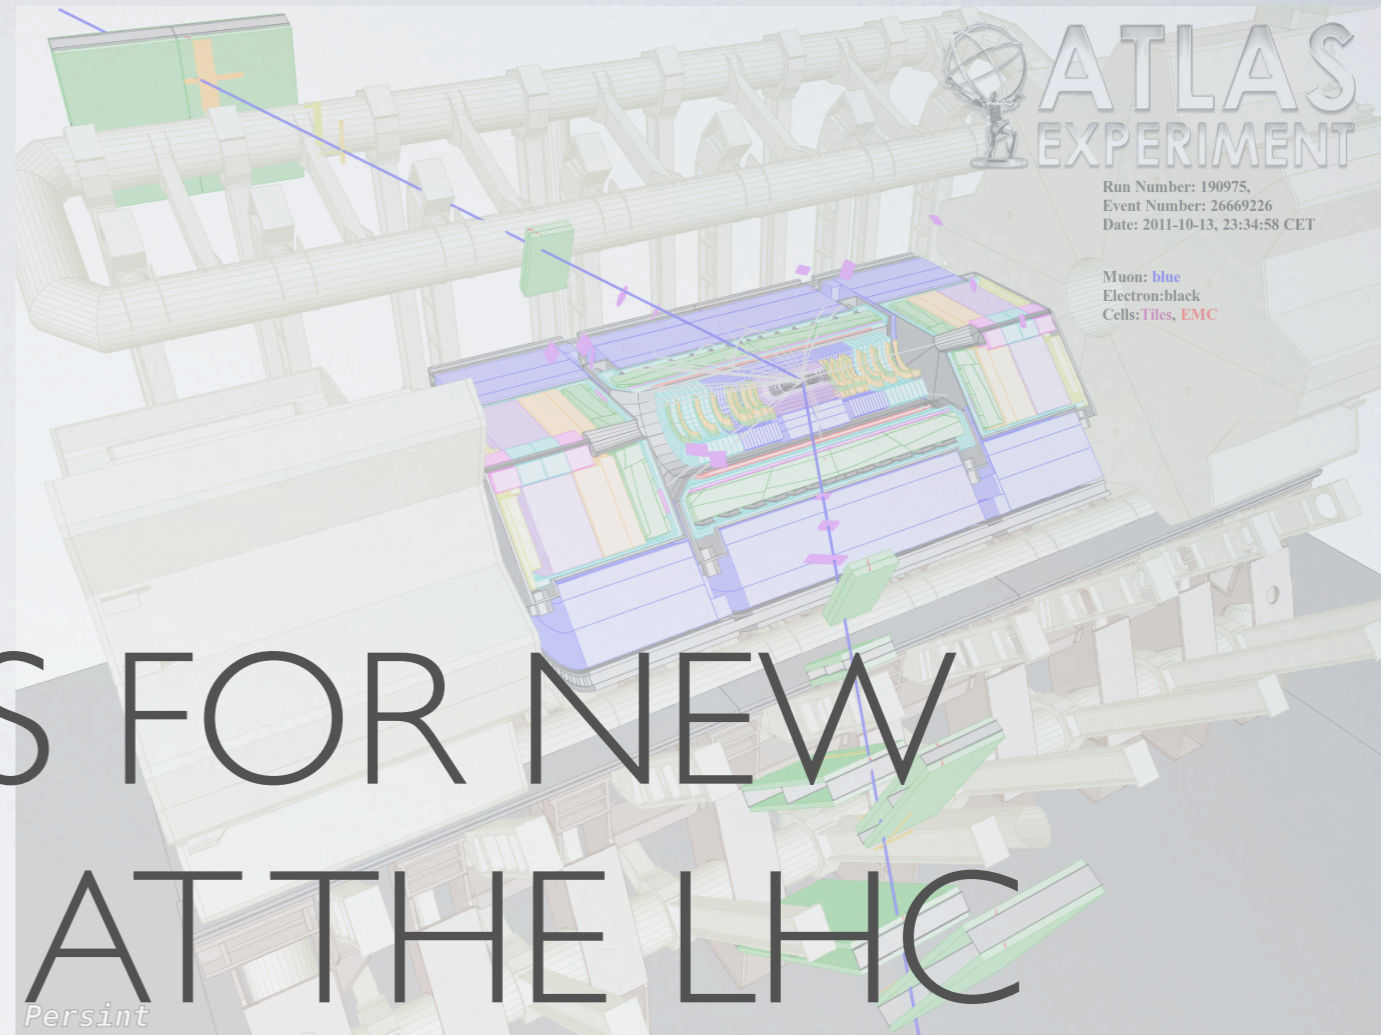 ATLAS
EXPERIMENT
Run Number: 190975,
Event Number: 26669226
Date: 2011-10-13, 23:34:58 CET
Muon: blue
Electron:black
Cells:Tiles, EMC
S FOR NEW
AT THE LHC
Persint